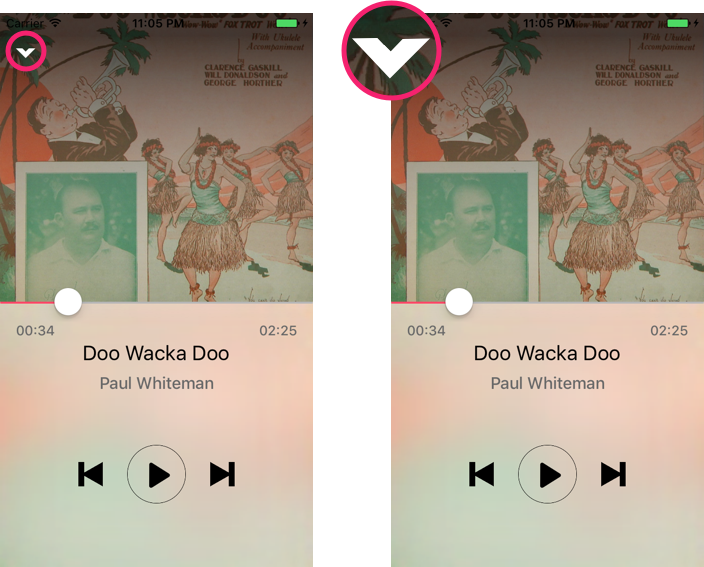 Carrier 11:05 PM
FOX TROT
With Ukulele
Accompaniment
by
CLARENCE GASKILL
WILL DONALDSON and
GEORGE HORTHER
00:34 02:25
Doo Wacka Doo
Paul Whiteman
11:05 PM
FOX TROT
With Ukulele
Accompaniment
by
CLARENCE GASKILL
WILL DONALDSON and
GEORGE HORTHER
00:34 02:25
Doo Wacka Doo
Paul Whiteman